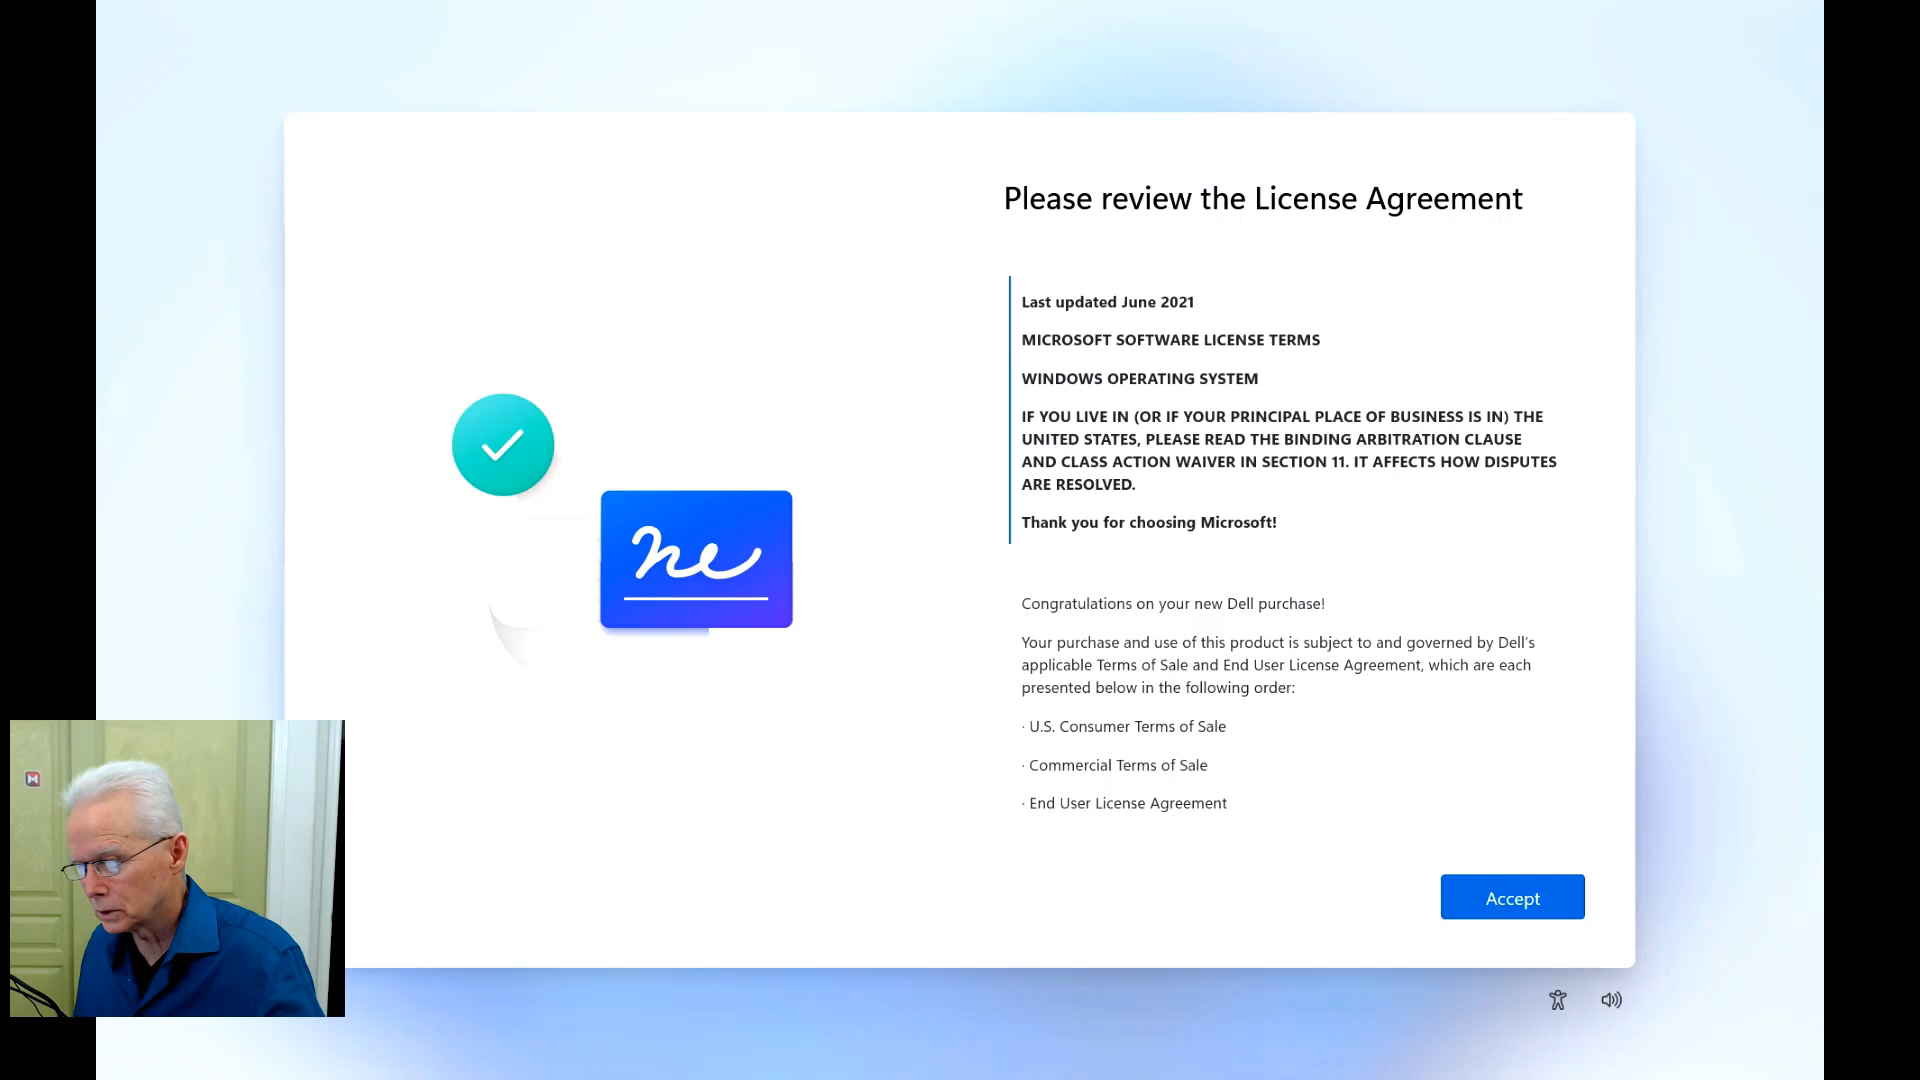 Please review the License Agreement
Last updated June 2021
MICROSOFT SOFTWARE LICENSE TERMS
WINDOWS OPERATING SYSTEM
IF YOU LIVE IN (OR IF YOUR PRINCIPAL PLACE OF BUSINESS IS IN) THE
UNITED STATES, PLEASE READ THE BINDING ARBITRATION CLAUSE
AND CLASS ACTION WAIVER IN SECTION 11. IT AFFECTS HOW DISPUTES
ARE RESOLVED.
Thank you for choosing Microsoft!
Congratulations on your new Dell purchase!
Your purchase and use of this product is subject to and governed by Dell's
applicable Terms of Sale and End User License Agreement, which are each
presented below in the following order:
· U.S. Consumer Terms of Sale
· Commercial Terms of Sale
· End User License Agreement
Accept